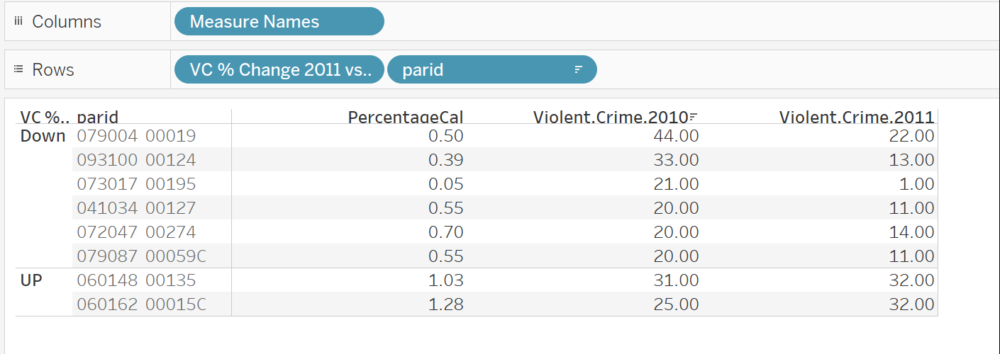 Columns Measure Names
Rows VC % Change 2011 vs.. parid
VC %.. parid PercentageCal Violent.Crime.2010 Violent.Crime.2011
Down 079004 00019 0.50 44.00 22.00
093100 00124 0.39 33.00 13.00
073017 00195 0.05 21.00 1.00
041034 00127 0.55 20.00 11.00
072047 00274 0.70 20.00 14.00
079087 00059C 0.55 20.00 11.00
UP 060148 00135 1.03 31.00 32.00
060162 00015C 1.28 25.00 32.00